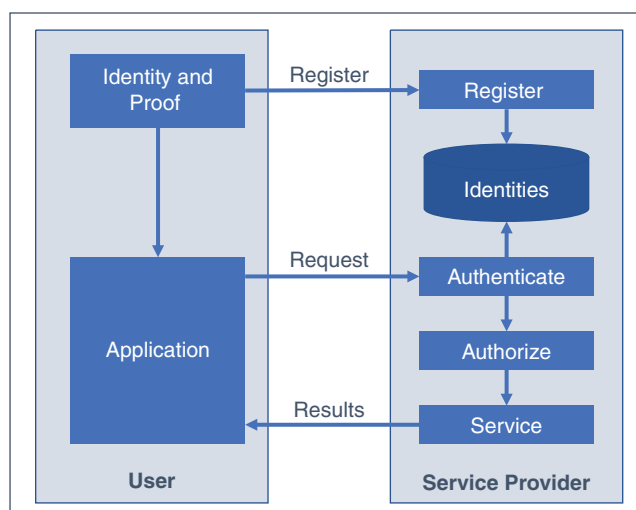 Identity and
Proof
Register
Register
Identities
Request
Authenticate
Application
Authorize
Results
Service
User
Service Provider